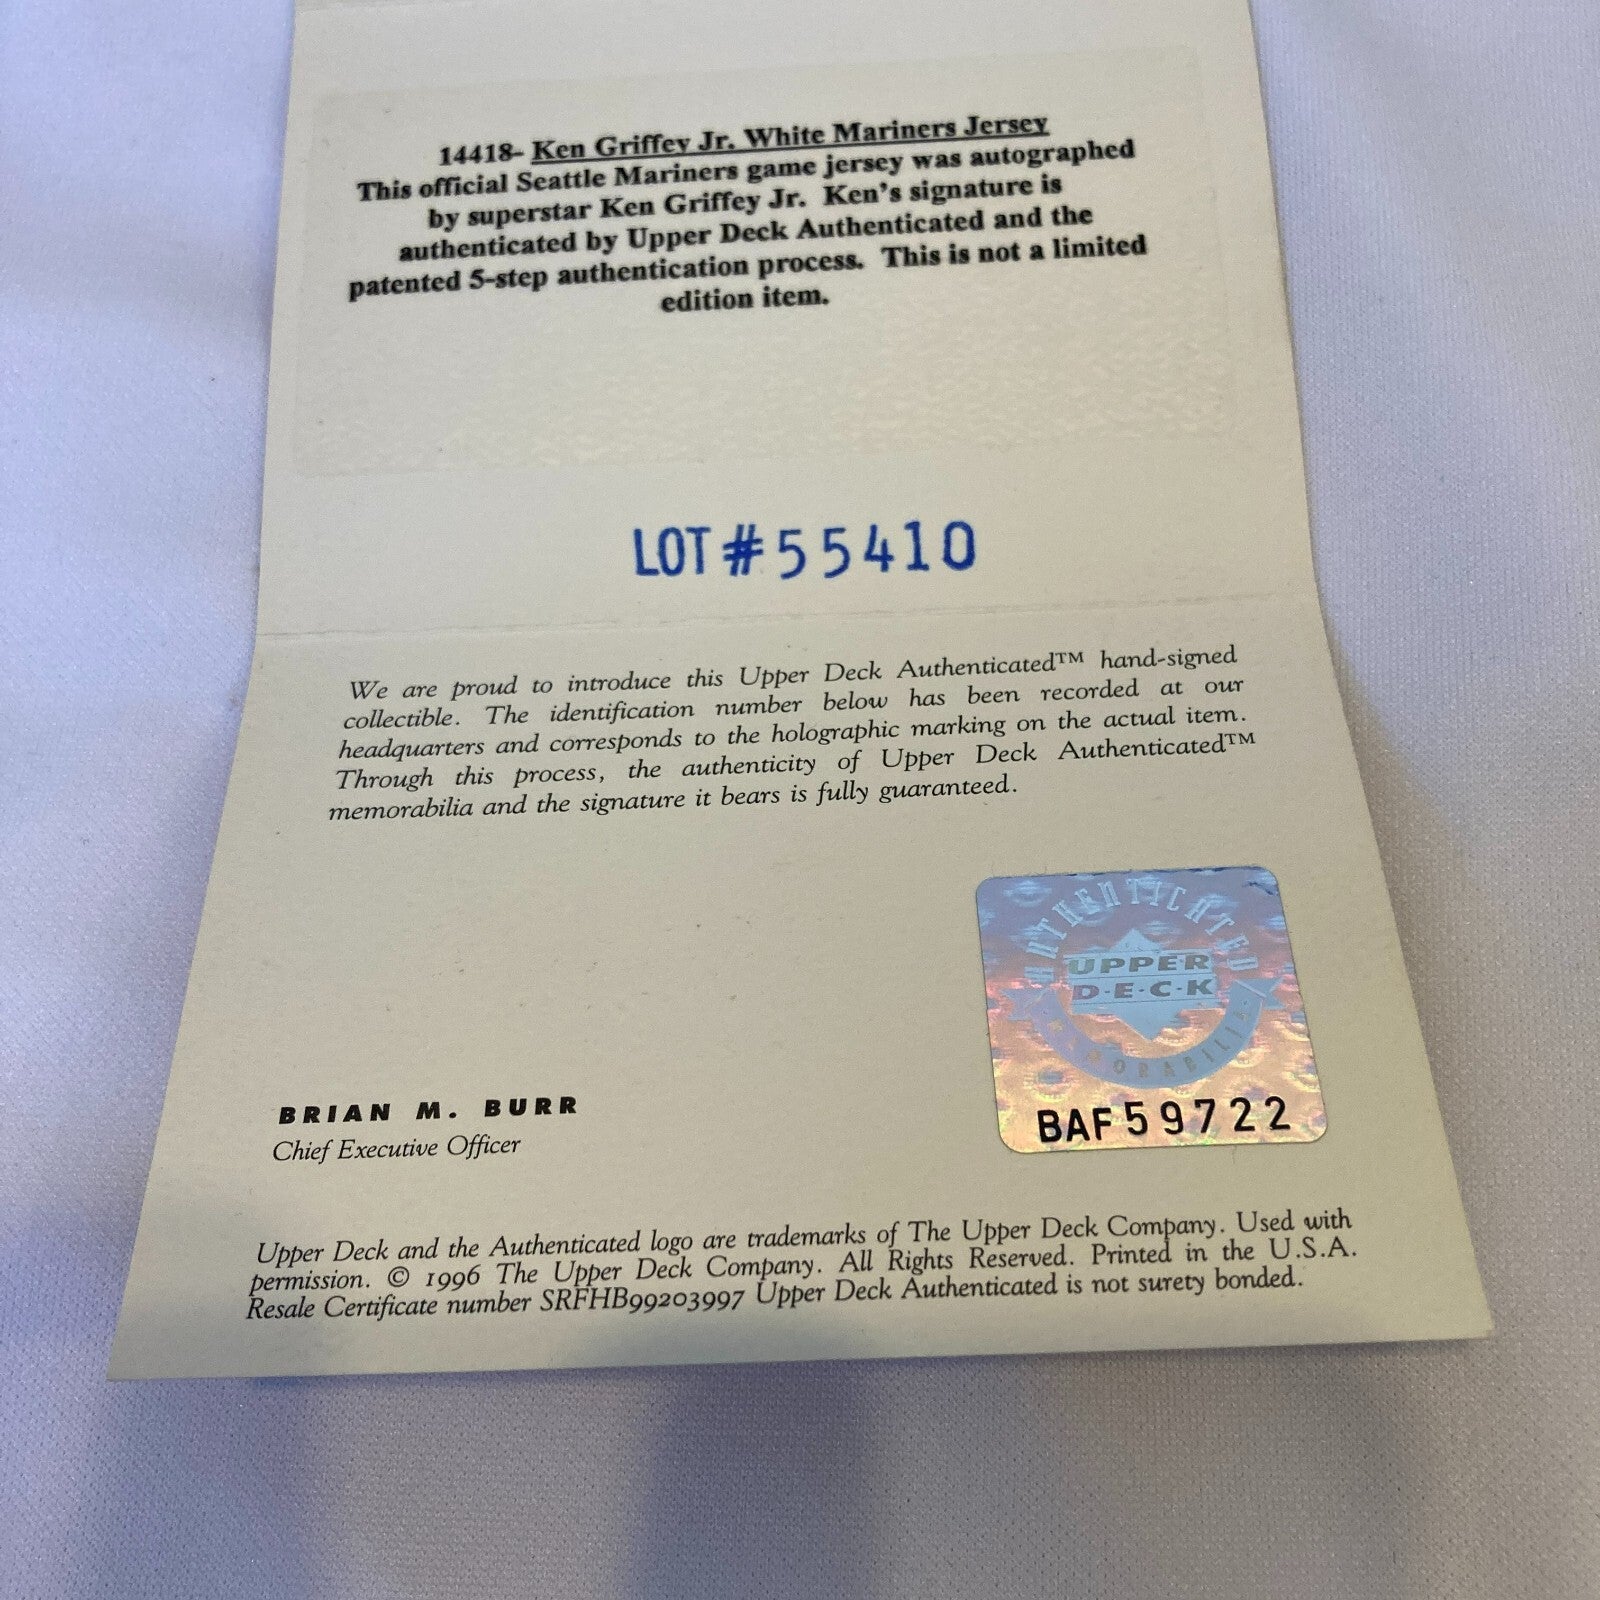 14418- Ken Griffey Jr. White Mariners Jersey
This official Seattle Mariners game jersey was autographed
by superstar Ken Griffey Jr.  Ken's signature is
authenticated by Upper Deck Authenticated and the
patented 5-step authentication process.  This is not a limited
edition item.
LOT #55410
We are proud to introduce this Upper Deck Authenticated™ hand-signed
collectible. The identification number below has been recorded at our
headquarters and corresponds to the holographic marking on the actual item.
Through this process, the authenticity of Upper Deck Authenticated™
memorabilia and the signature it bears is fully guaranteed.
AUTHENTICATED
UPPER
D·E·C·K
MEMORABILIA
BAF59722
BRIAN M. BURR
Chief Executive Officer
Upper Deck and the Authenticated logo are trademarks of The Upper Deck Company. Used with
permission. © 1996 The Upper Deck Company. All Rights Reserved. Printed in the U.S.A.
Resale Certificate number SRFHB99203997 Upper Deck Authenticated is not surety bonded.